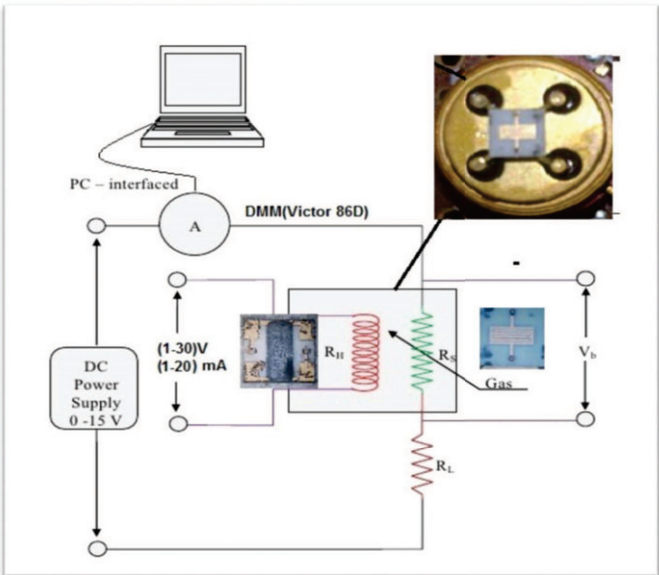 PC – interfaced
DMM(Victor 86D)
A
(1-30)V
(1-20) mA
R_H
R_S
V_b
Gas
DC
Power
Supply
0 -15 V
R_L